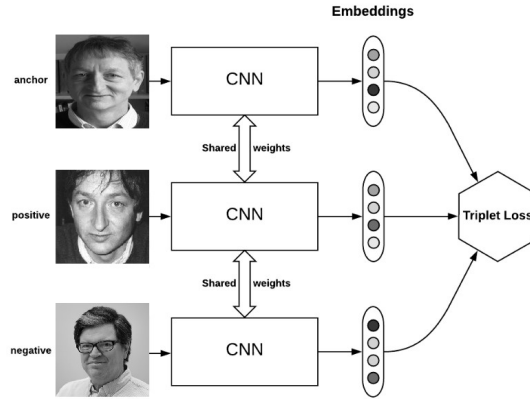 Embeddings
anchor
CNN
Shared weights
positive
CNN
Triplet Loss
Shared weights
negative
CNN